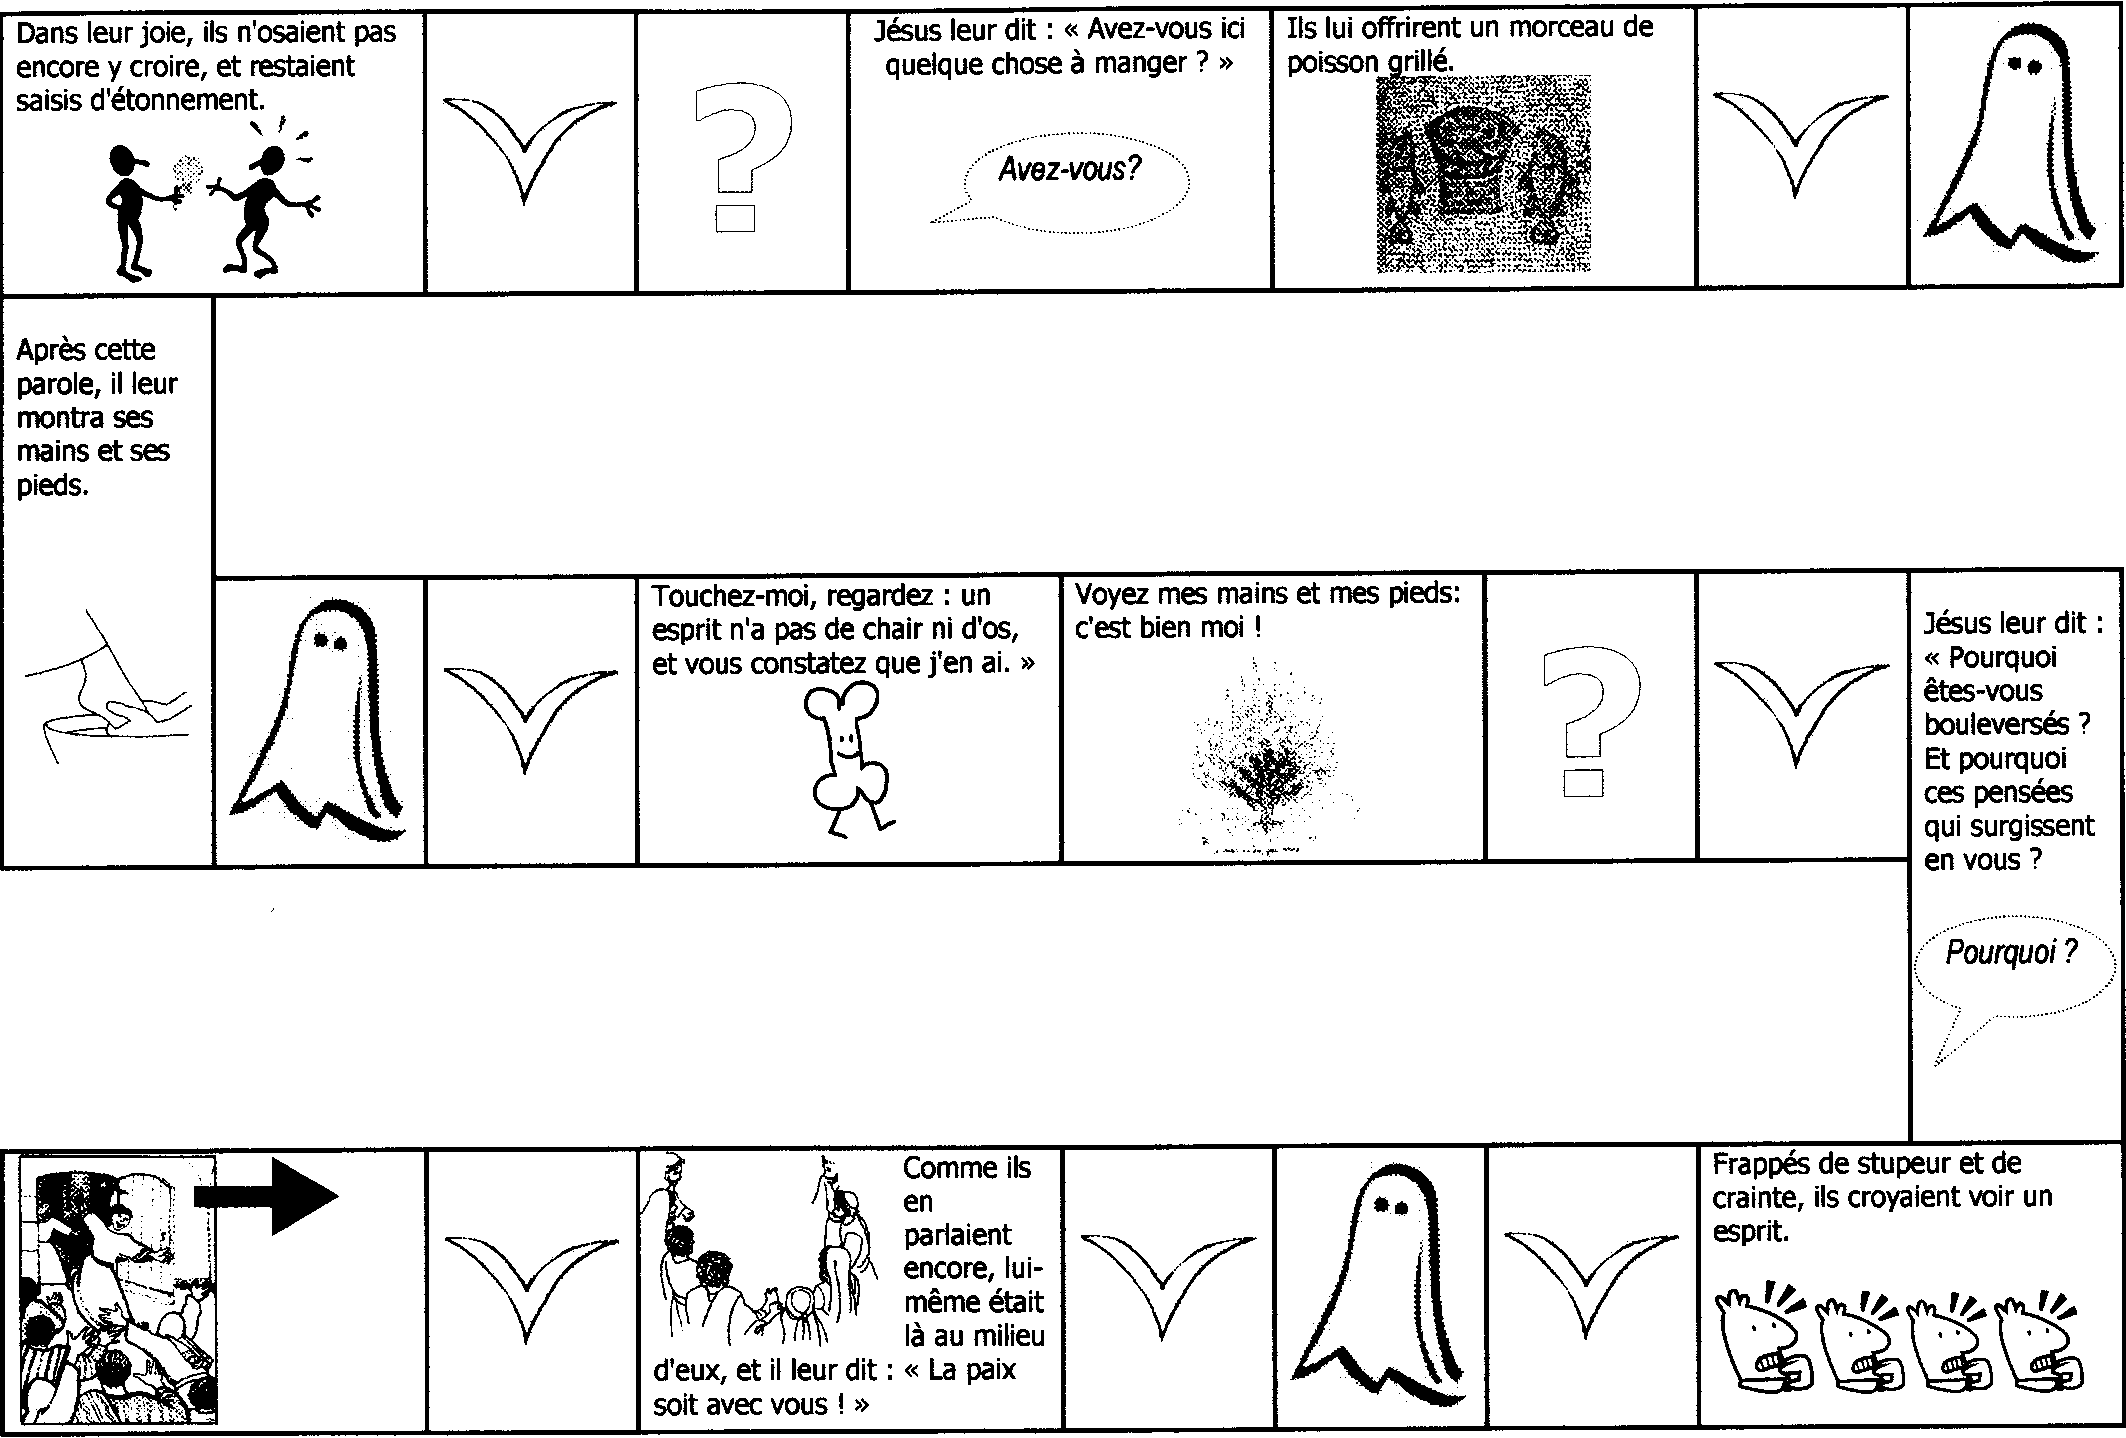 Dans leur joie, ils n'osaient pas
encore y croire, et restaient
saisis d'étonnement.
?
Jésus leur dit : « Avez-vous ici
quelque chose à manger ? »
Avez-vous?
Ils lui offrirent un morceau de
poisson grillé.
Après cette
parole, il leur
montra ses
mains et ses
pieds.
Touchez-moi, regardez : un
esprit n'a pas de chair ni d'os,
et vous constatez que j'en ai. »
Voyez mes mains et mes pieds:
c'est bien moi !
?
Jésus leur dit :
« Pourquoi
êtes-vous
bouleversés ?
Et pourquoi
ces pensées
qui surgissent
en vous ?
Pourquoi ?
Comme ils
en
parlaient
encore, lui-
même était
là au milieu
d'eux, et il leur dit : « La paix
soit avec vous ! »
Frappés de stupeur et de
crainte, ils croyaient voir un
esprit.